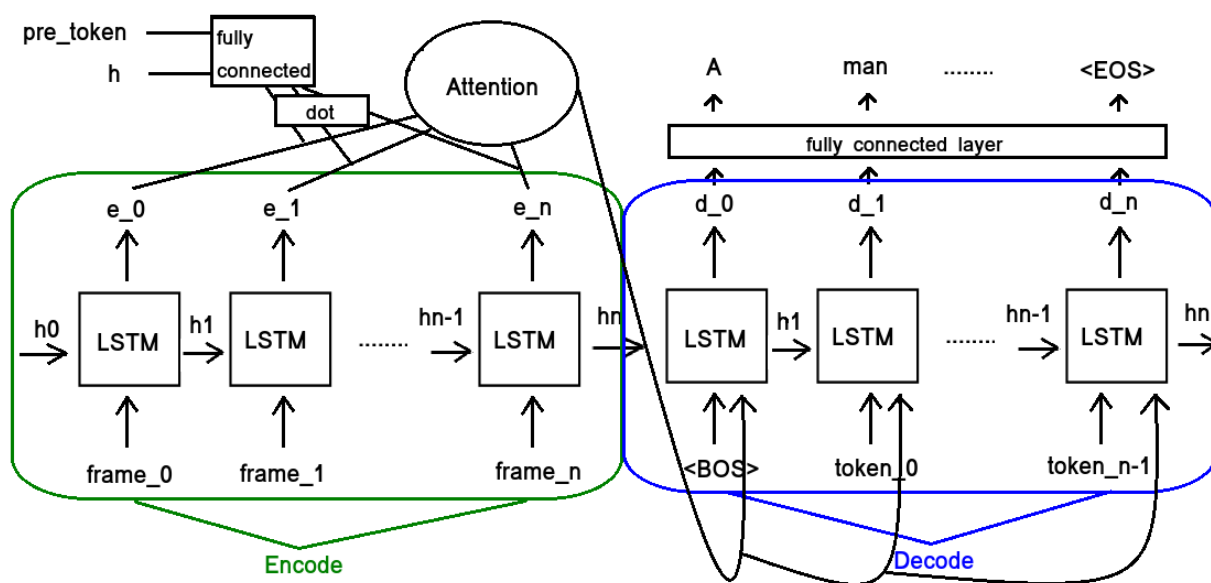 pre_token
h
fully
connected
dot
Attention
A
man
........
<EOS>
fully connected layer
e_0
e_1
e_n
d_0
d_1
d_n
h0
LSTM
h1
LSTM
........
hn-1
LSTM
hn
LSTM
h1
LSTM
........
hn-1
LSTM
hn
frame_0
frame_1
frame_n
<BOS>
token_0
token_n-1
Encode
Decode